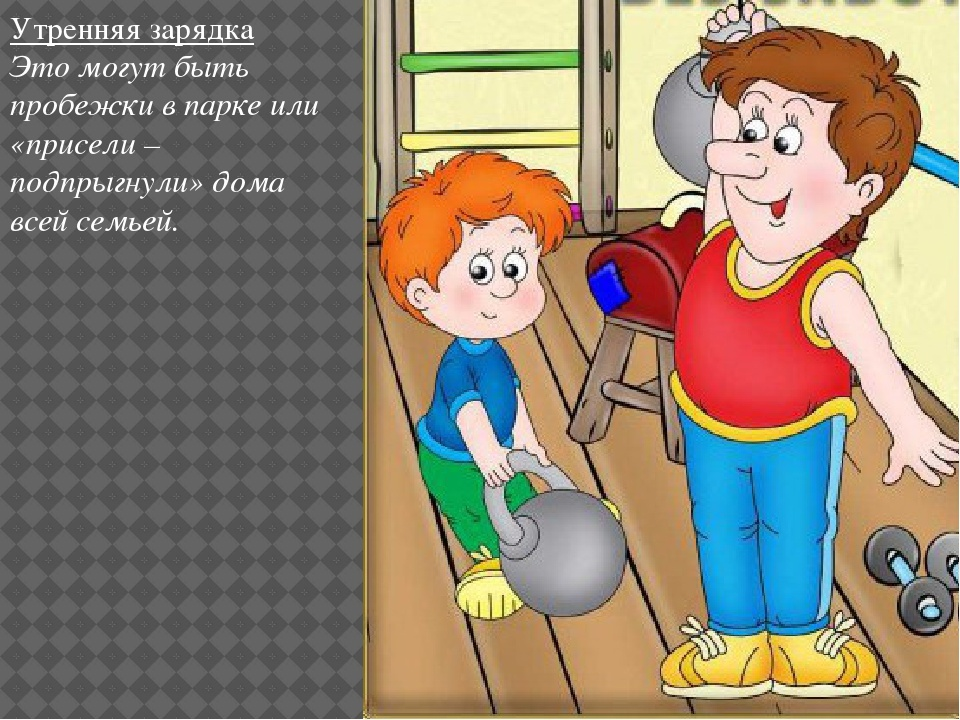 Утренняя зарядка
Это могут быть
пробежки в парке или
«присели –
подпрыгнули» дома
всей семьей.